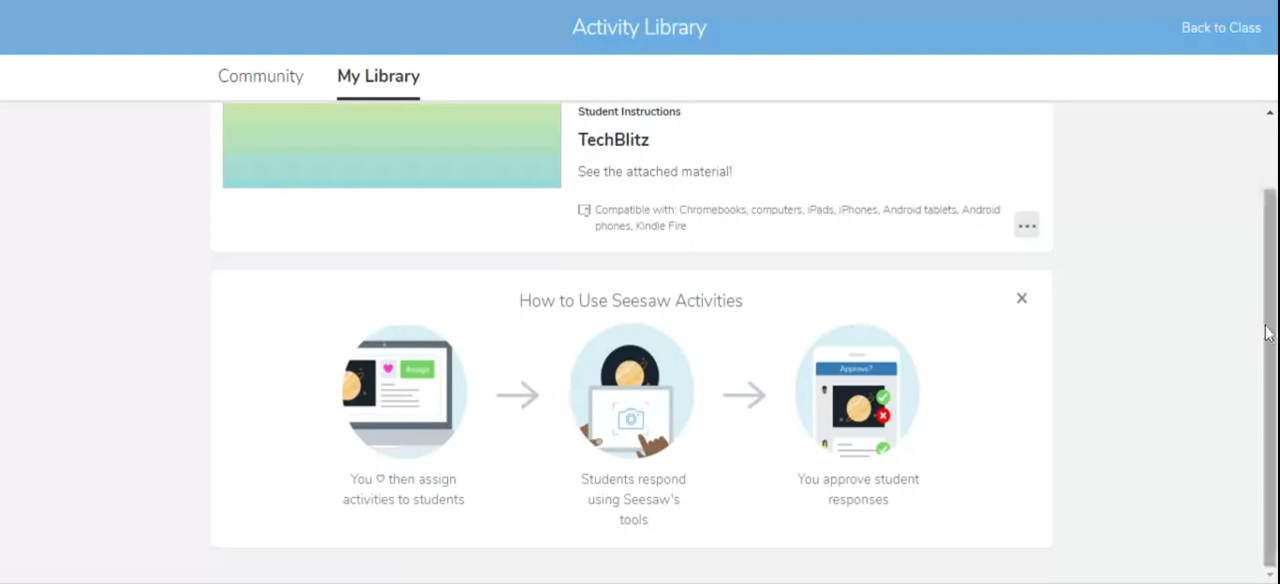 Activity Library
Back to Class
Community
My Library
Student Instructions
TechBlitz
See the attached material!
Compatible with: Chromebooks, computers, iPads, iPhones, Android tablets, Android
phones, Kindle Fire
How to Use Seesaw Activities
Assign
Approve?
You ♡ then assign
activities to students
Students respond
using Seesaw's
tools
You approve student
responses